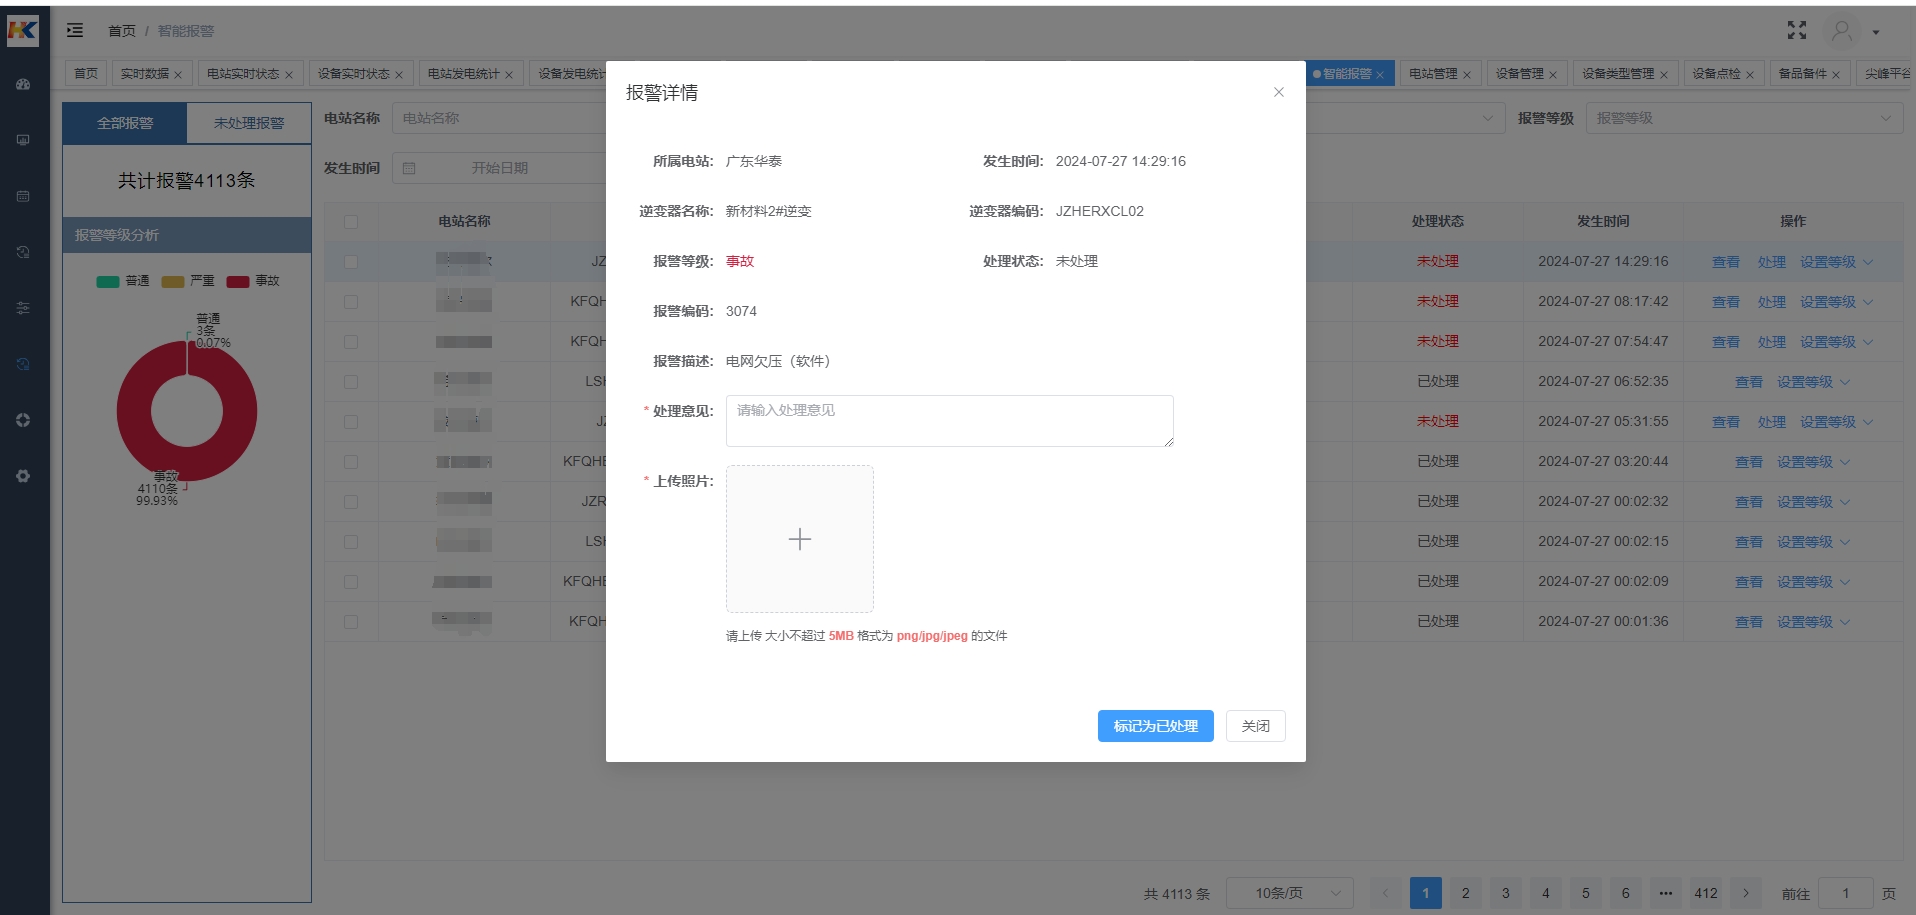 首页 / 智能报警
首页 实时数据 × 电站实时状态 × 设备实时状态 × 电站发电统计 × 设备发电统计 智能报警 × 电站管理 × 设备管理 × 设备类型管理 × 设备点检 × 备品备件 × 尖峰平谷
全部报警 未处理报警
共计报警4113条
报警等级分析
普通 严重 事故
普通
3条
0.07%
事故
4110条
99.93%
电站名称 电站名称 报警等级 报警等级
发生时间 开始日期
电站名称 处理状态 发生时间 操作
JZ 未处理 2024-07-27 14:29:16 查看 处理 设置等级
KFQH 未处理 2024-07-27 08:17:42 查看 处理 设置等级
KFQH 未处理 2024-07-27 07:54:47 查看 处理 设置等级
LSH 已处理 2024-07-27 06:52:35 查看 设置等级
JZ 未处理 2024-07-27 05:31:55 查看 处理 设置等级
KFQHE 已处理 2024-07-27 03:20:44 查看 设置等级
JZR 已处理 2024-07-27 00:02:32 查看 设置等级
LSH 已处理 2024-07-27 00:02:15 查看 设置等级
KFQHE 已处理 2024-07-27 00:02:09 查看 设置等级
KFQH 已处理 2024-07-27 00:01:36 查看 设置等级
共 4113 条 10条/页 1 2 3 4 5 6 ••• 412 前往 1 页
报警详情
所属电站: 广东华泰 发生时间: 2024-07-27 14:29:16
逆变器名称: 新材料2#逆变 逆变器编码: JZHERXCL02
报警等级: 事故 处理状态: 未处理
报警编码: 3074
报警描述: 电网欠压（软件）
* 处理意见: 请输入处理意见
* 上传照片:
请上传 大小不超过 5MB 格式为 png/jpg/jpeg 的文件
标记为已处理 关闭